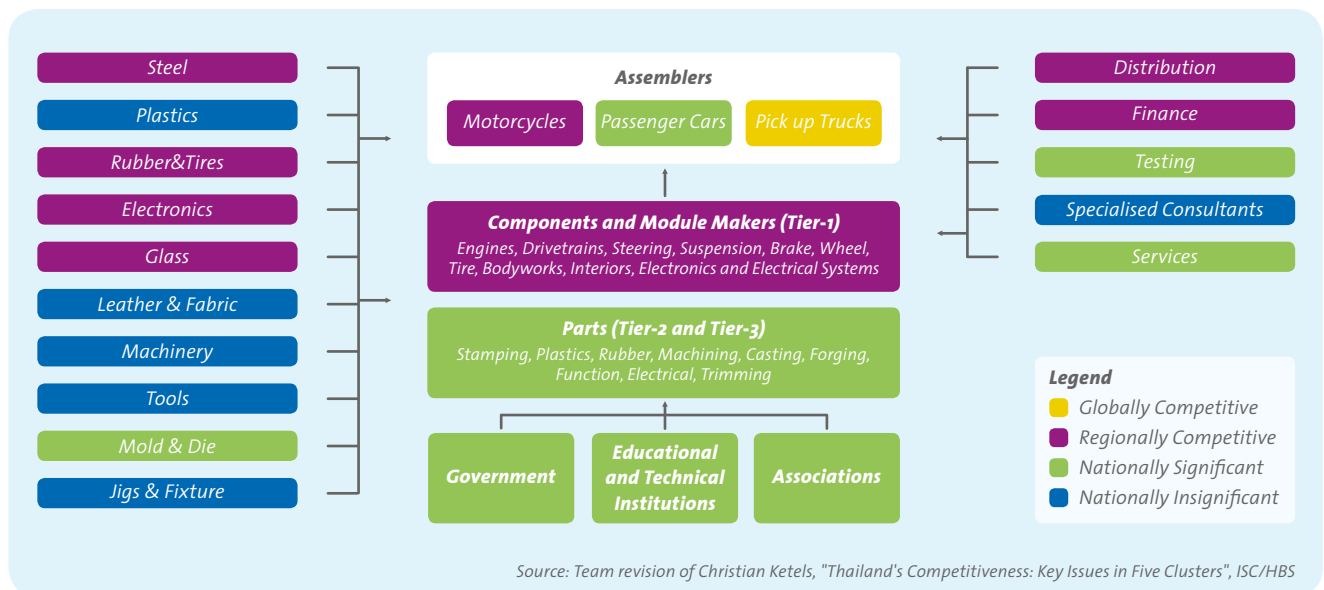 Steel
Plastics
Rubber&Tires
Electronics
Glass
Leather & Fabric
Machinery
Tools
Mold & Die
Jigs & Fixture
Assemblers
Motorcycles
Passenger Cars
Pick up Trucks
Components and Module Makers (Tier-1)
Engines, Drivetrains, Steering, Suspension, Brake, Wheel,
Tire, Bodyworks, Interiors, Electronics and Electrical Systems
Parts (Tier-2 and Tier-3)
Stamping, Plastics, Rubber, Machining, Casting, Forging,
Function, Electrical, Trimming
Government
Educational
and Technical
Institutions
Associations
Distribution
Finance
Testing
Specialised Consultants
Services
Legend
Globally Competitive
Regionally Competitive
Nationally Significant
Nationally Insignificant
Source: Team revision of Christian Ketels, "Thailand's Competitiveness: Key Issues in Five Clusters", ISC/HBS